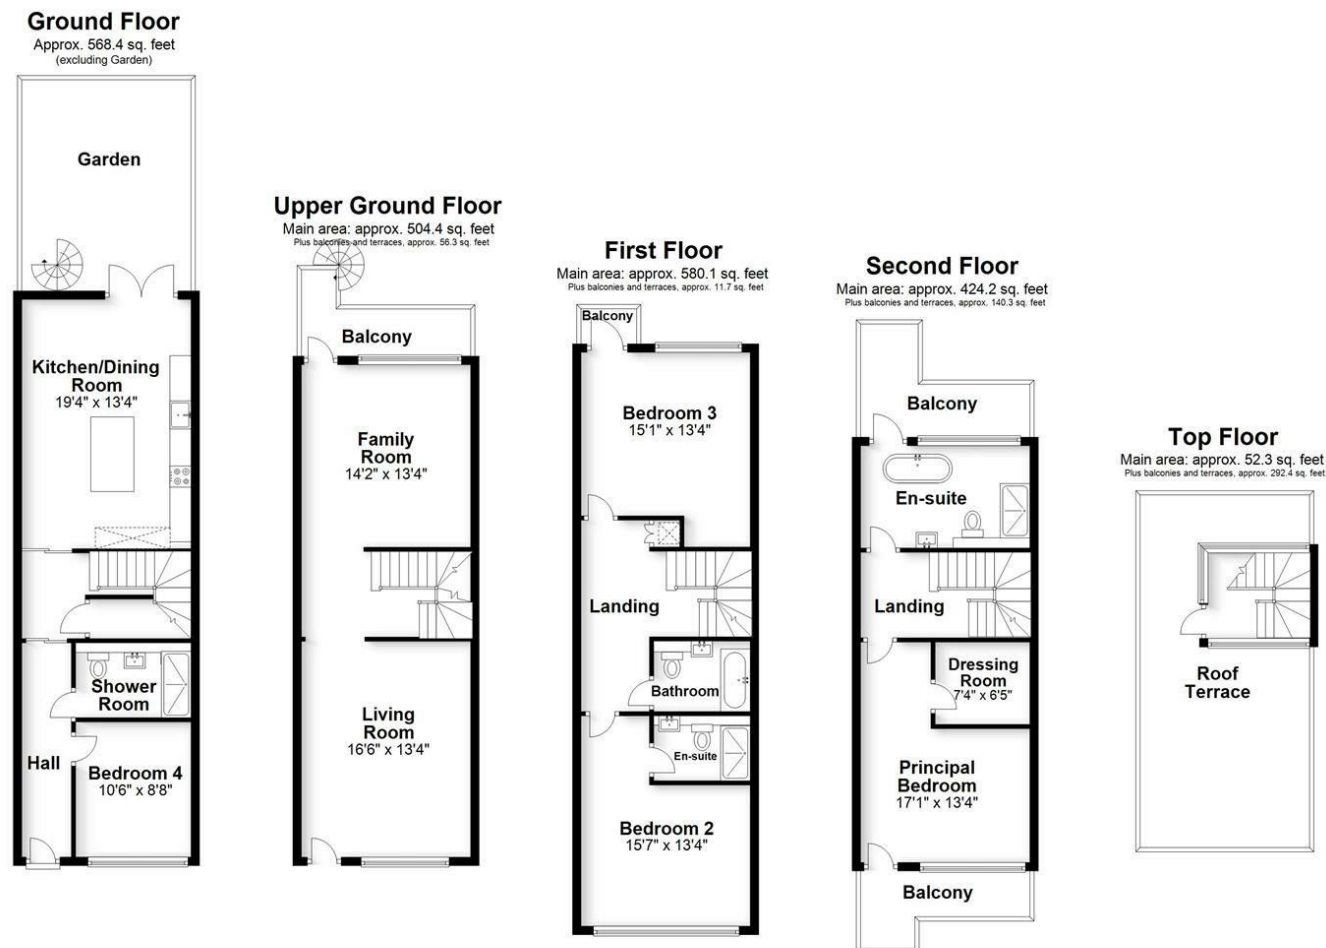 Ground Floor
Approx. 568.4 sq. feet
(excluding Garden)
Garden
Kitchen/Dining
Room
19'4" x 13'4"
Shower
Room
Hall
Bedroom 4
10'6" x 8'8"
Upper Ground Floor
Main area: approx. 504.4 sq. feet
Plus balconies and terraces, approx. 56.3 sq. feet
Balcony
Family
Room
14'2" x 13'4"
Living
Room
16'6" x 13'4"
First Floor
Main area: approx. 580.1 sq. feet
Plus balconies and terraces, approx. 11.7 sq. feet
Balcony
Bedroom 3
15'1" x 13'4"
Landing
Bathroom
En-suite
Bedroom 2
15'7" x 13'4"
Second Floor
Main area: approx. 424.2 sq. feet
Plus balconies and terraces, approx. 140.3 sq. feet
Balcony
En-suite
Landing
Dressing
Room
7'4" x 6'5"
Principal
Bedroom
17'1" x 13'4"
Balcony
Top Floor
Main area: approx. 52.3 sq. feet
Plus balconies and terraces, approx. 292.4 sq. feet
Roof
Terrace